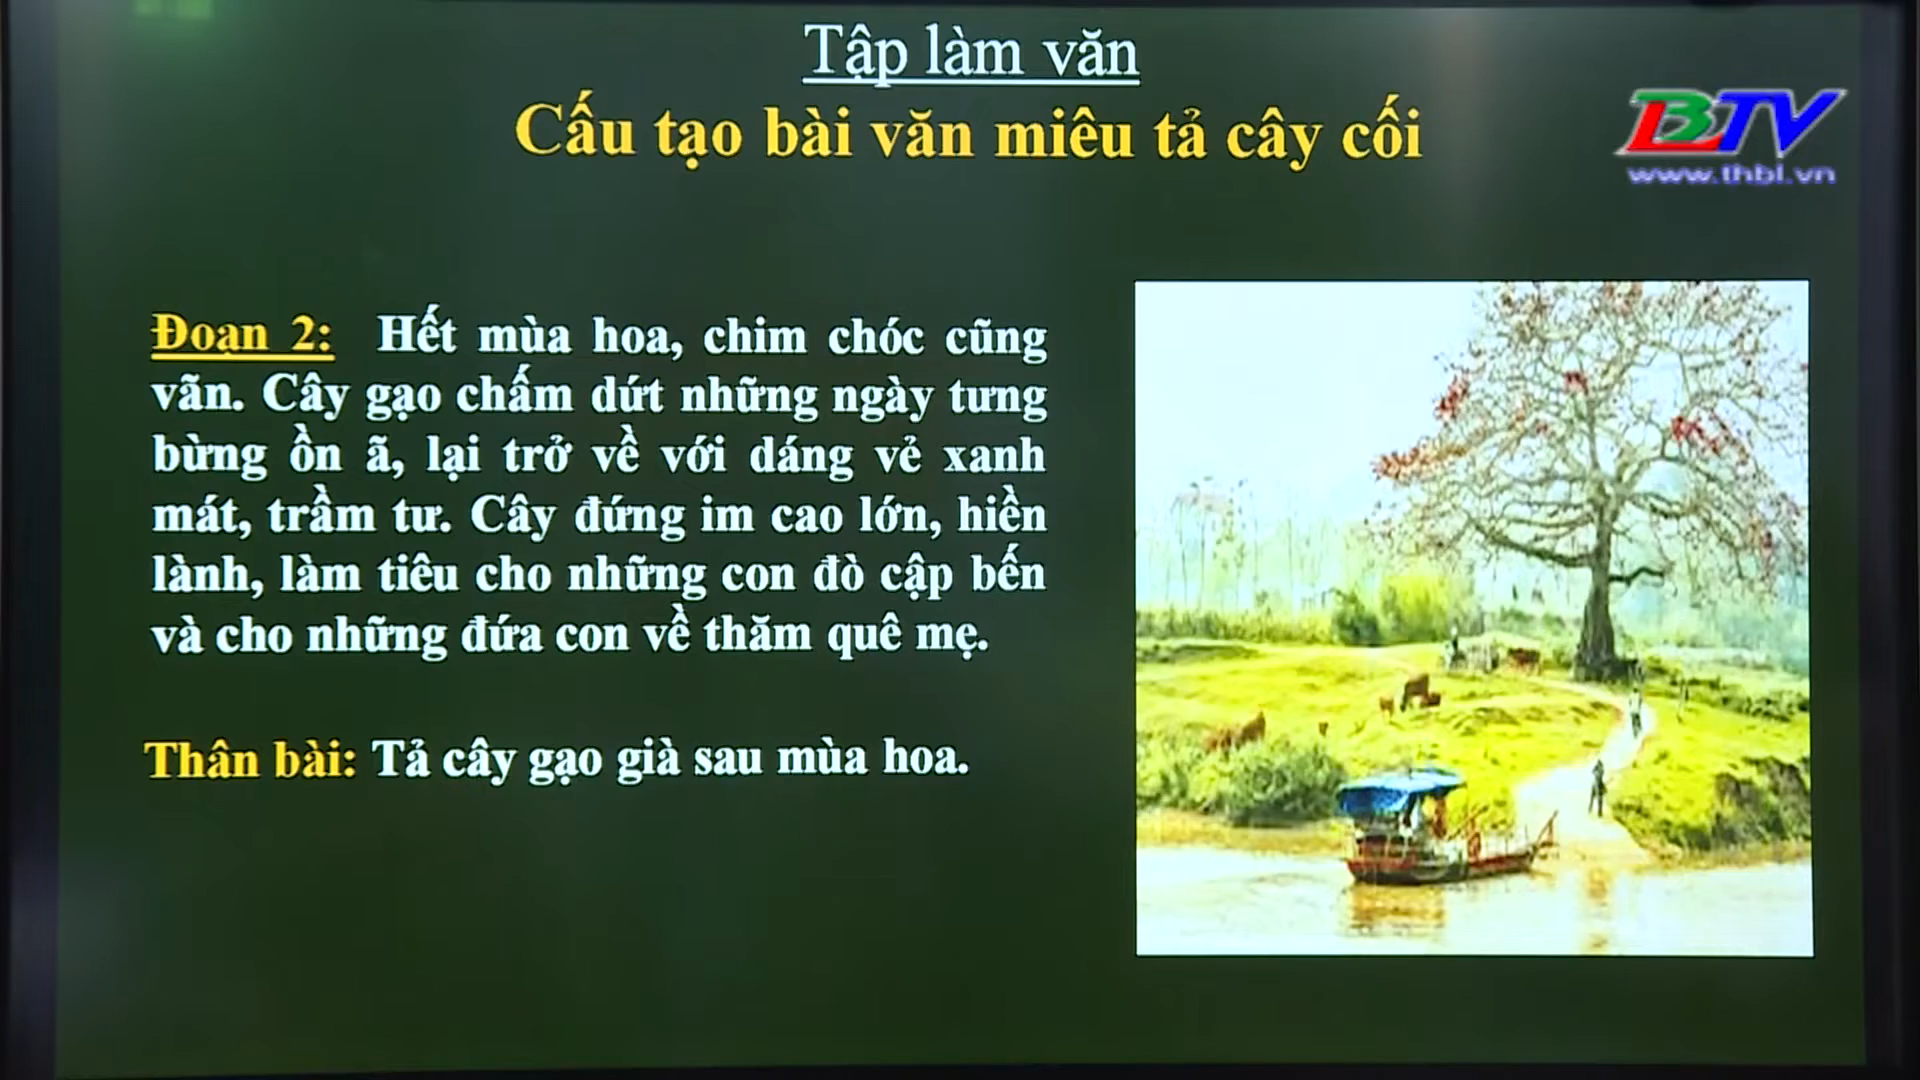 Tập làm văn
Cấu tạo bài văn miêu tả cây cối
BTV
www.thbl.vn
Đoạn 2: Hết mùa hoa, chim chóc cũng
vãn. Cây gạo chấm dứt những ngày tưng
bừng ồn ã, lại trở về với dáng vẻ xanh
mát, trầm tư. Cây đứng im cao lớn, hiền
lành, làm tiêu cho những con đò cập bến
và cho những đứa con về thăm quê mẹ.
Thân bài: Tả cây gạo già sau mùa hoa.